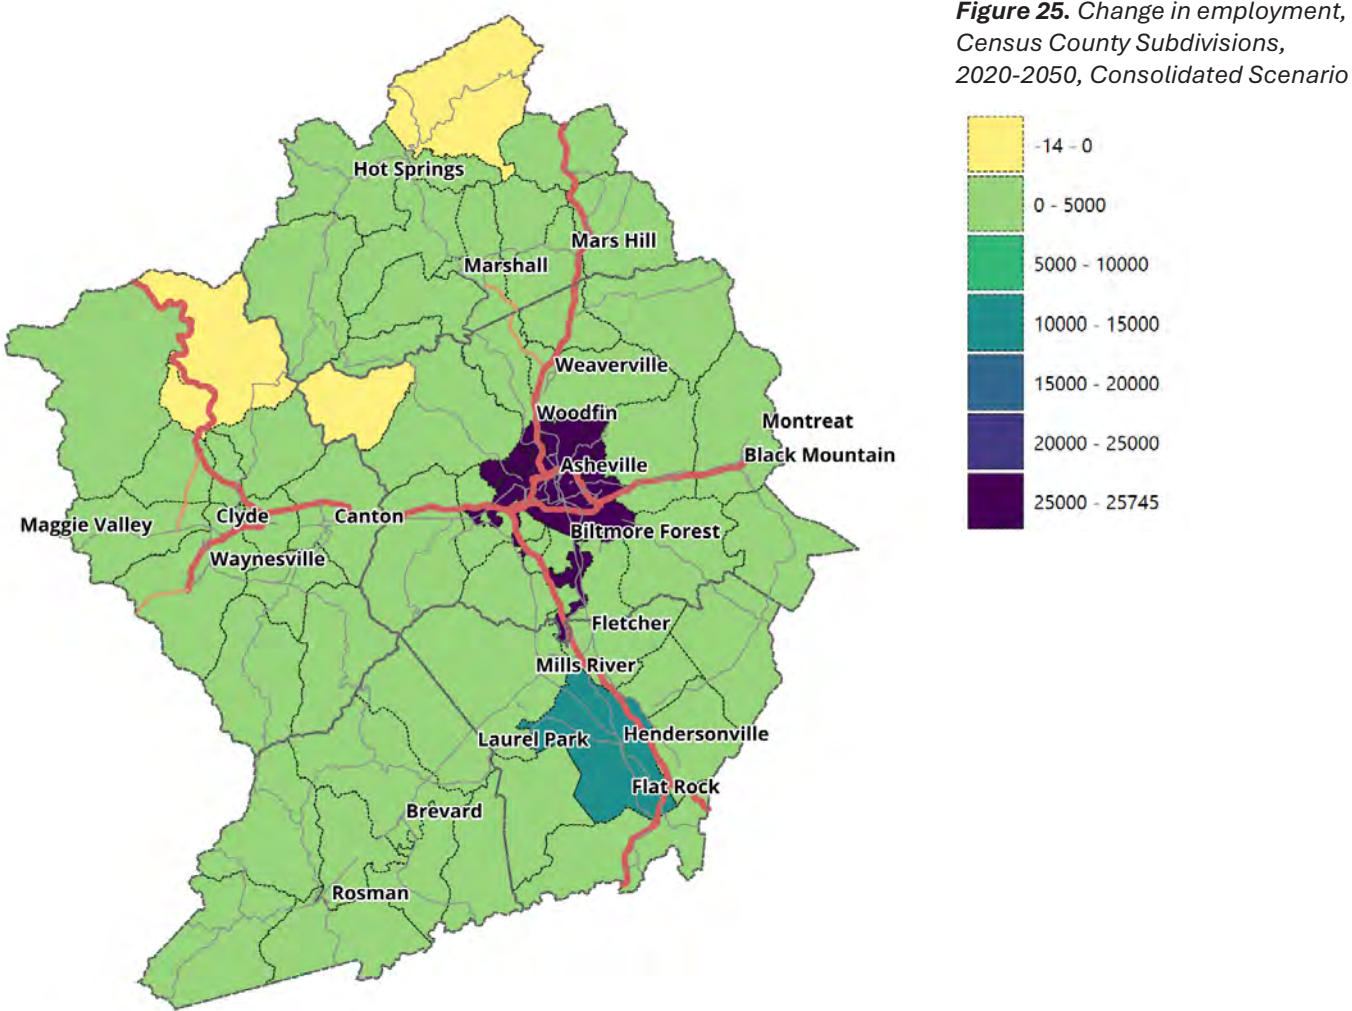 Figure 25. Change in employment,
Census County Subdivisions,
2020-2050, Consolidated Scenario
-14 - 0
0 - 5000
5000 - 10000
10000 - 15000
15000 - 20000
20000 - 25000
25000 - 25745
Hot Springs
Mars Hill
Marshall
Weaverville
Woodfin
Montreat
Asheville
Black Mountain
Maggie Valley
Clyde
Canton
Biltmore Forest
Waynesville
Fletcher
Mills River
Laurel Park
Hendersonville
Flat Rock
Brevard
Rosman